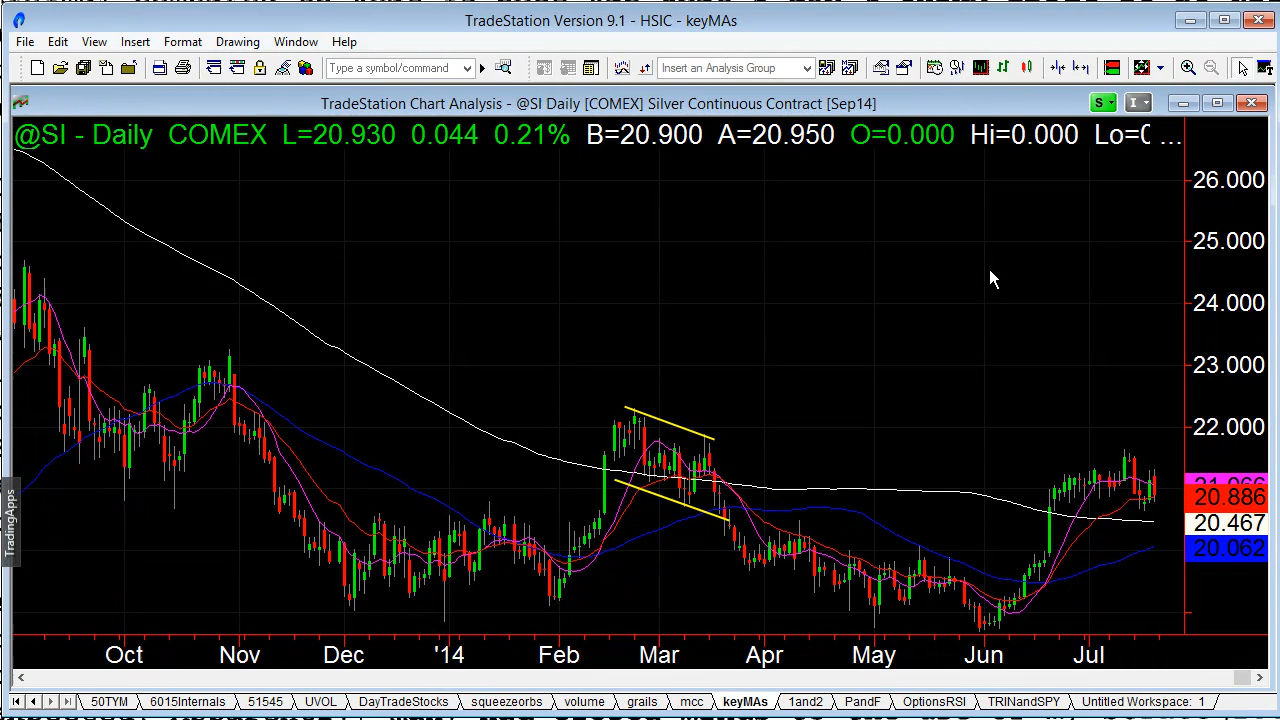 TradeStation Version 9.1 - HSIC - keyMAs
File Edit View Insert Format Drawing Window Help
Type a symbol/command Insert an Analysis Group
TradeStation Chart Analysis - @SI Daily [COMEX] Silver Continuous Contract [Sep14] S I
@SI - Daily COMEX L=20.930 0.044 0.21% B=20.900 A=20.950 O=0.000 Hi=0.000 Lo=0 ...
26.000
25.000
24.000
23.000
22.000
21.066
20.886
20.467
20.062
TradingApps
Oct Nov Dec '14 Feb Mar Apr May Jun Jul
50TYM 6015Internals 51545 UVOL DayTradeStocks squeezeorbs volume grails mcc keyMAs 1and2 PandF OptionsRSI TRINandSPY Untitled Workspace: 1